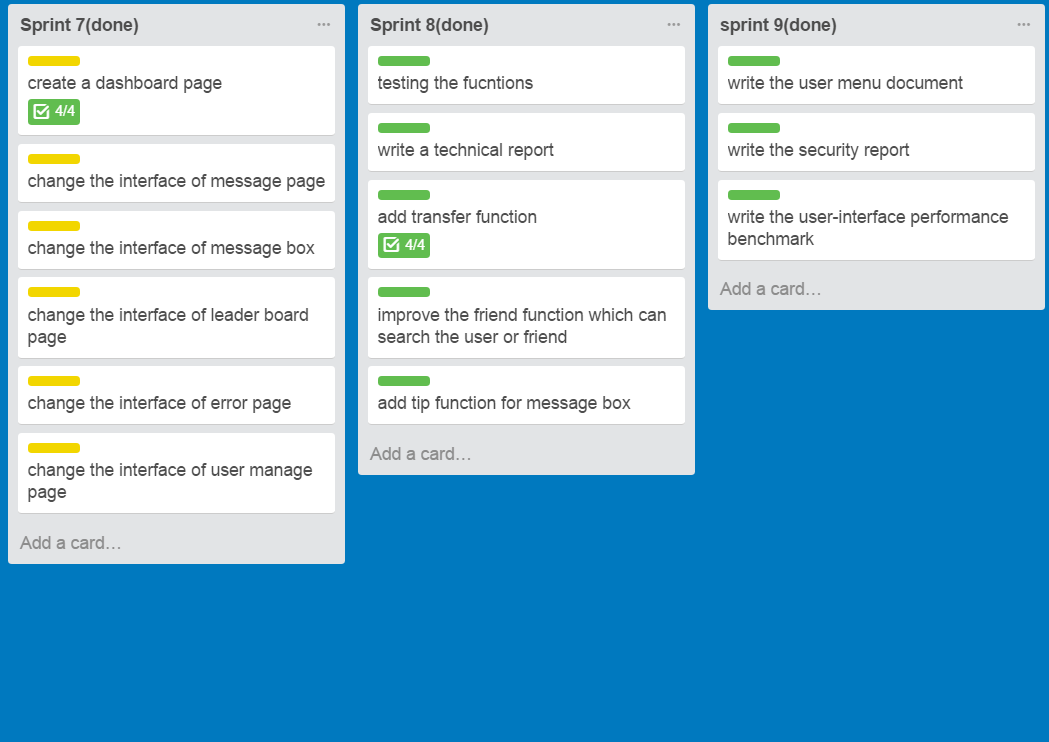 Sprint 7(done)
create a dashboard page
4/4
change the interface of message page
change the interface of message box
change the interface of leader board
page
change the interface of error page
change the interface of user manage
page
Add a card…
Sprint 8(done)
testing the fucntions
write a technical report
add transfer function
4/4
improve the friend function which can
search the user or friend
add tip function for message box
Add a card…
sprint 9(done)
write the user menu document
write the security report
write the user-interface performance
benchmark
Add a card…